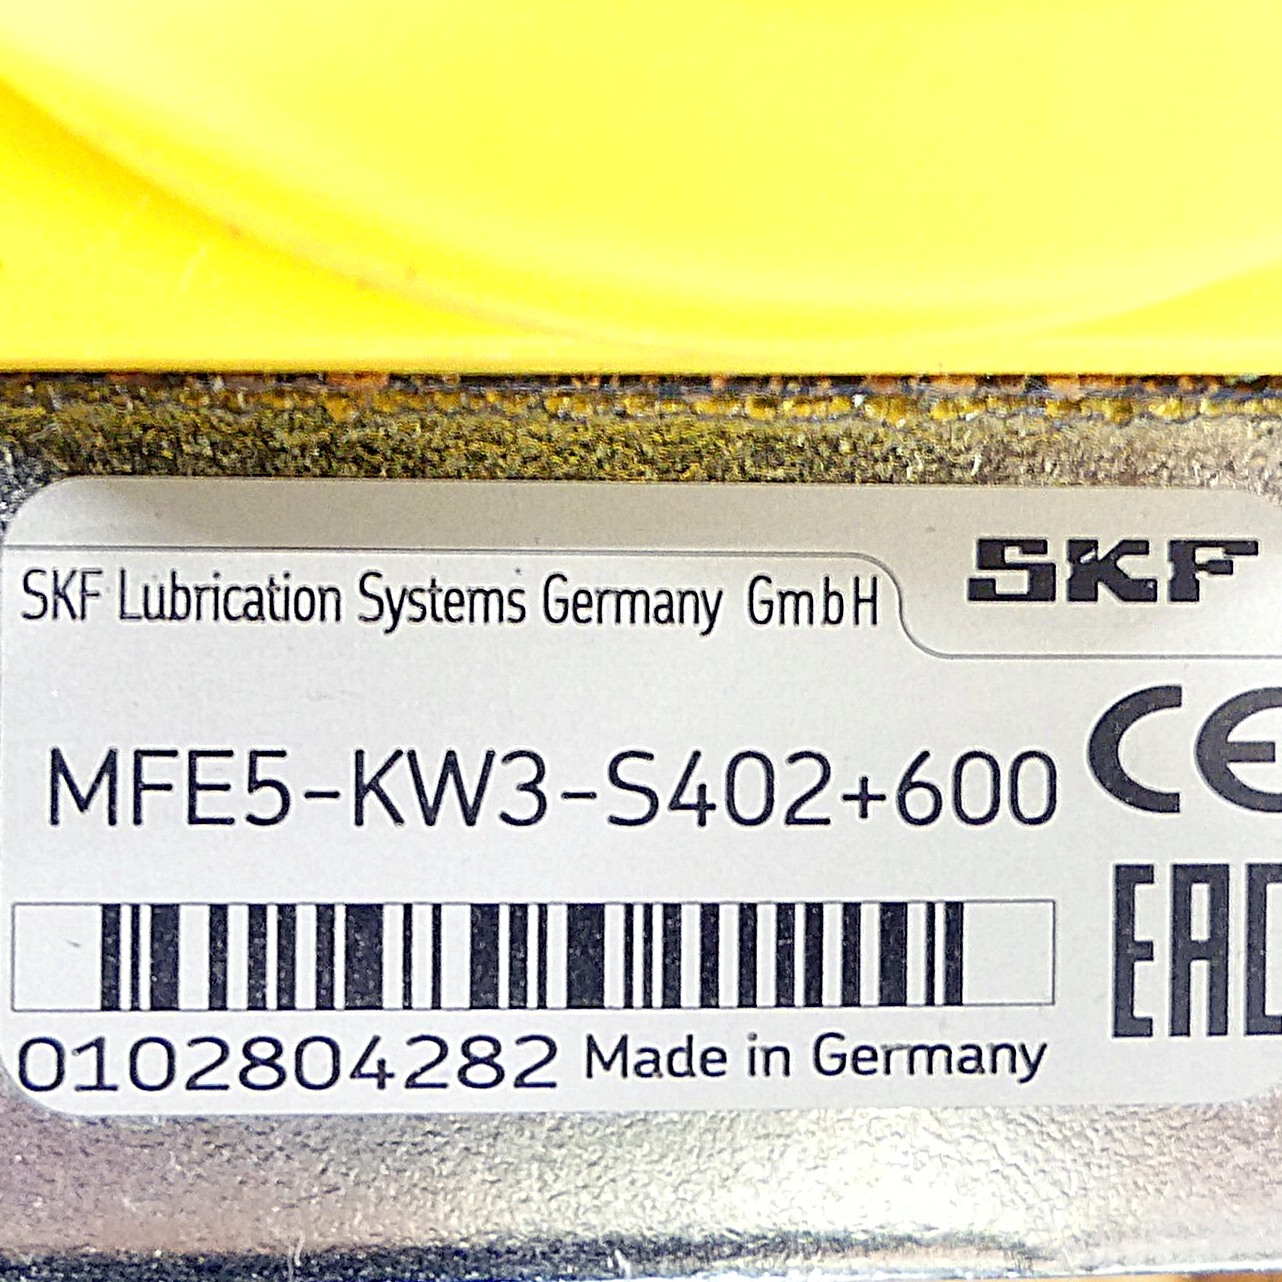 SKF
SKF Lubrication Systems Germany GmbH
MFE5-KW3-S402+600
CE
EAC
0102804282 Made in Germany